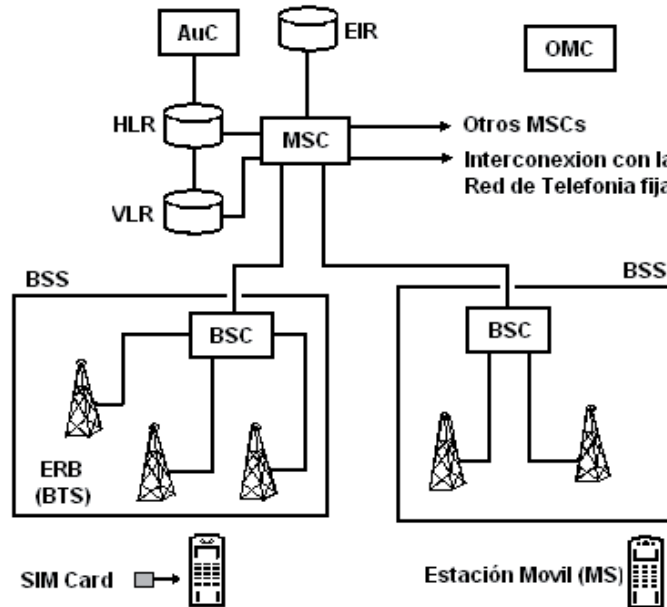 AuC
EIR
OMC
HLR
MSC
Otros MSCs
Interconexion con la
Red de Telefonia fija
VLR
BSS
BSS
BSC
BSC
ERB
(BTS)
SIM Card
Estación Movil (MS)